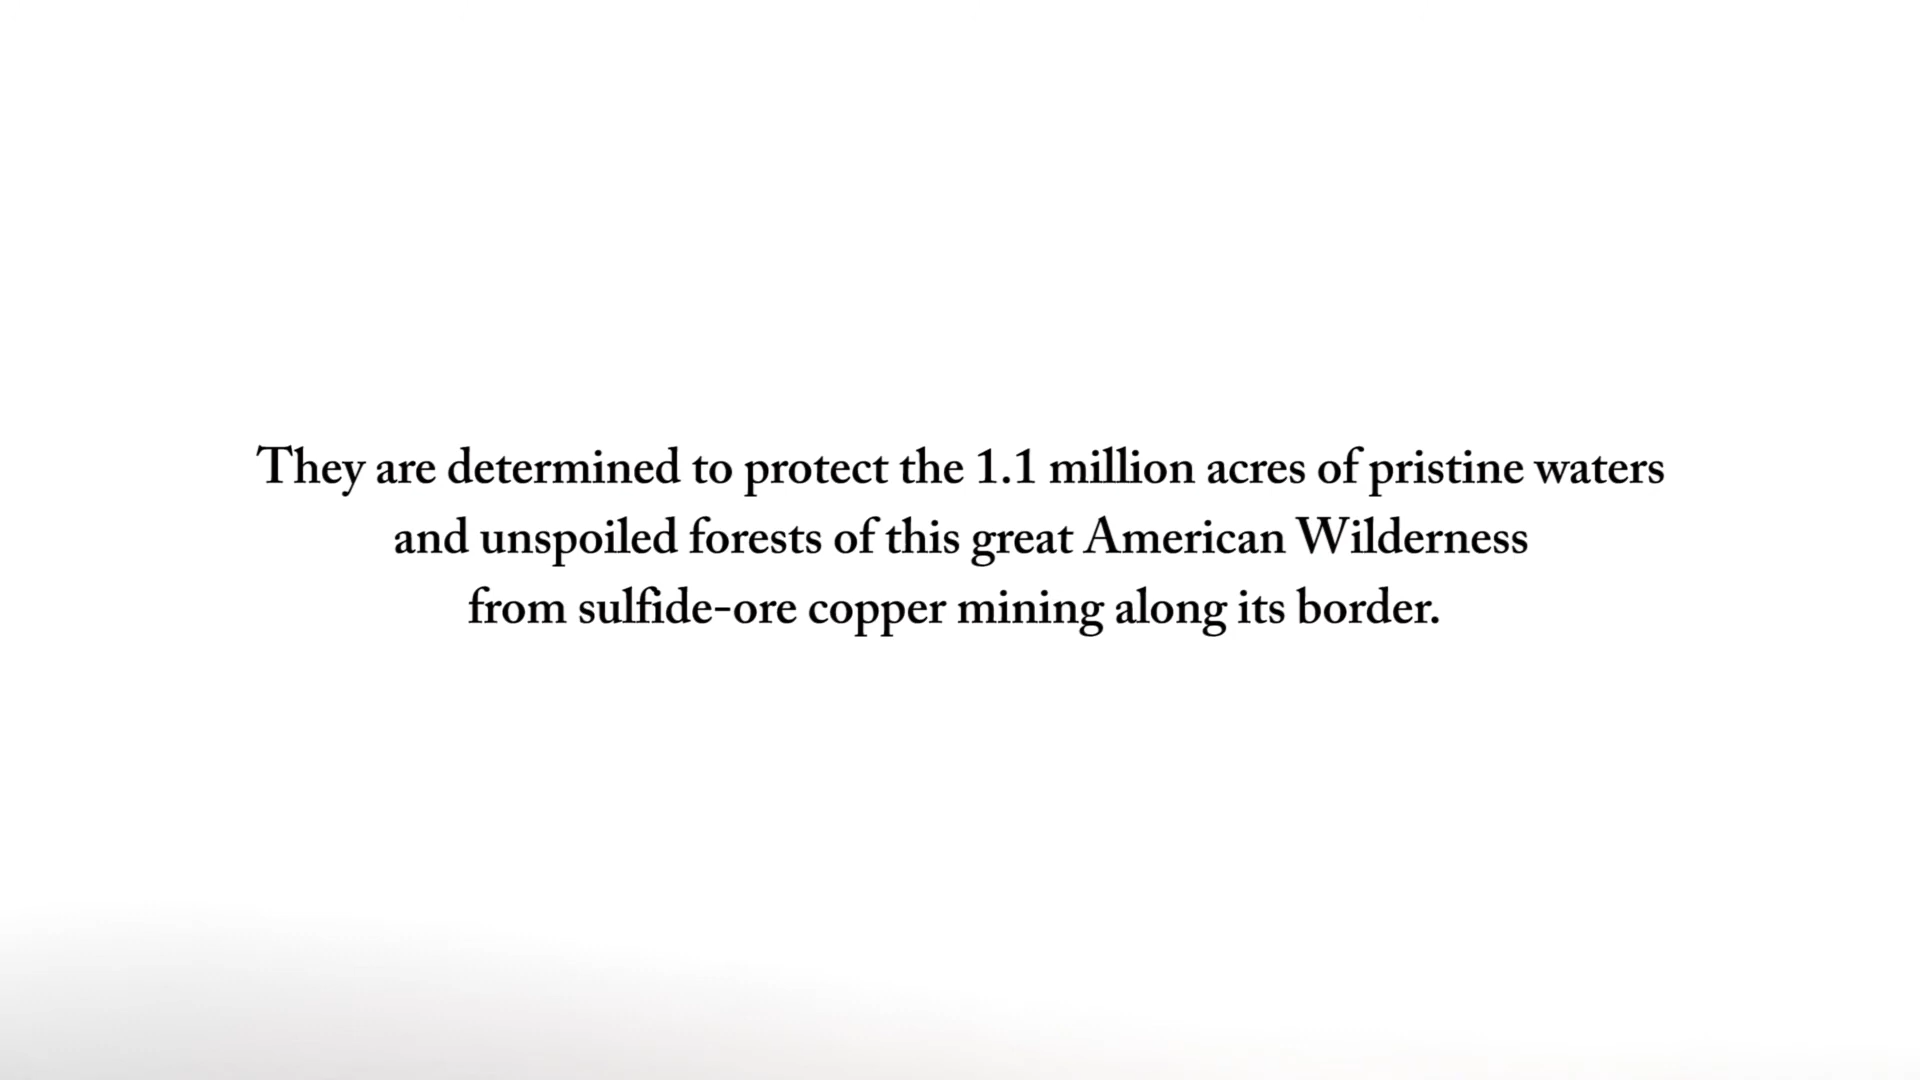 They are determined to protect the 1.1 million acres of pristine waters
and unspoiled forests of this great American Wilderness
from sulfide-ore copper mining along its border.